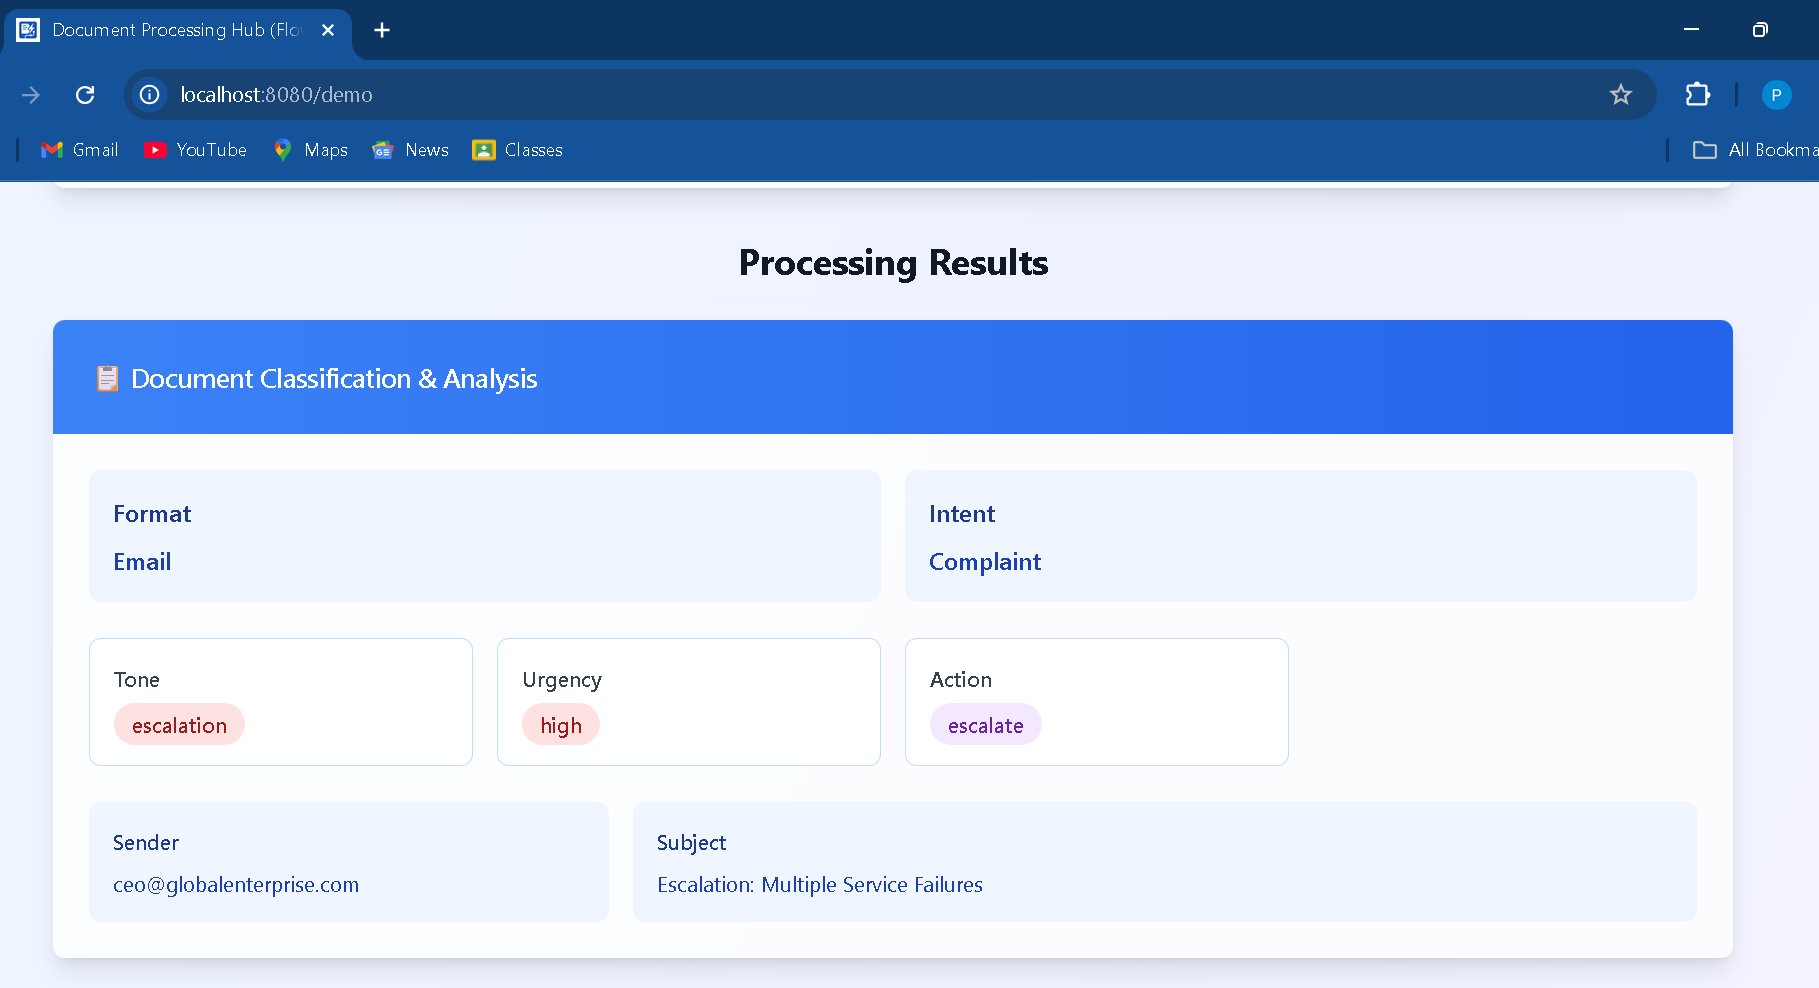 Document Processing Hub (Flo
localhost:8080/demo
P
Gmail
YouTube
Maps
News
Classes
All Bookma
Processing Results
Document Classification & Analysis
Format
Email
Intent
Complaint
Tone
escalation
Urgency
high
Action
escalate
Sender
ceo@globalenterprise.com
Subject
Escalation: Multiple Service Failures